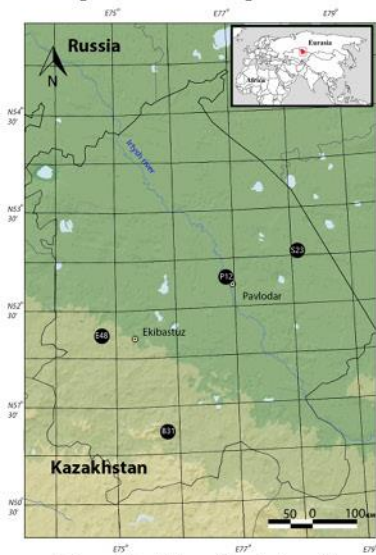 E75° E77° E79°
Russia
Eurasia
Africa
N
N54° 30'
Irtysh river
N53° 30'
S23
P12
Pavlodar
N52° 30'
E48
Ekibastuz
N51° 30'
B31
Kazakhstan
N50° 30'
50 0 100 км
E75° E77° E79°